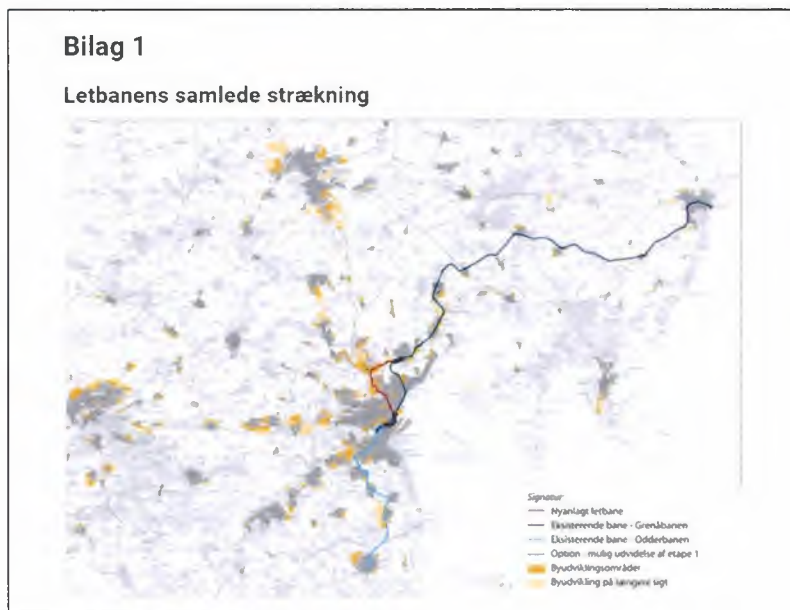 Bilag 1
Letbanens samlede strækning
Signatur
Nyanlagt letbane
Eksisterende bane - Grenåbanen
Eksisterende bane - Odderbanen
Option - mulig udvidelse af etape 1
Byudviklingsområder
Byudvikling på længere sigt